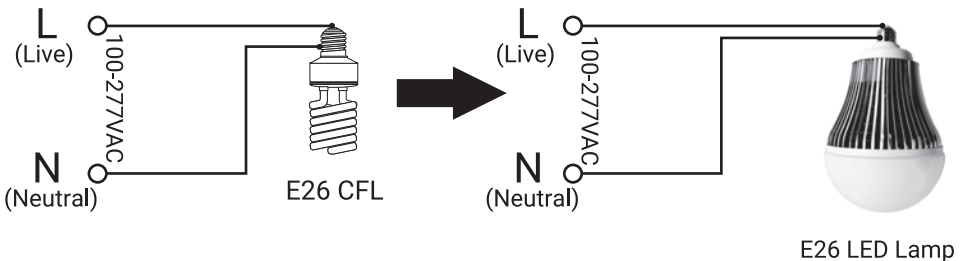 L
(Live)
100-277VAC
N
(Neutral)
E26 CFL
L
(Live)
100-277VAC
N
(Neutral)
E26 LED Lamp